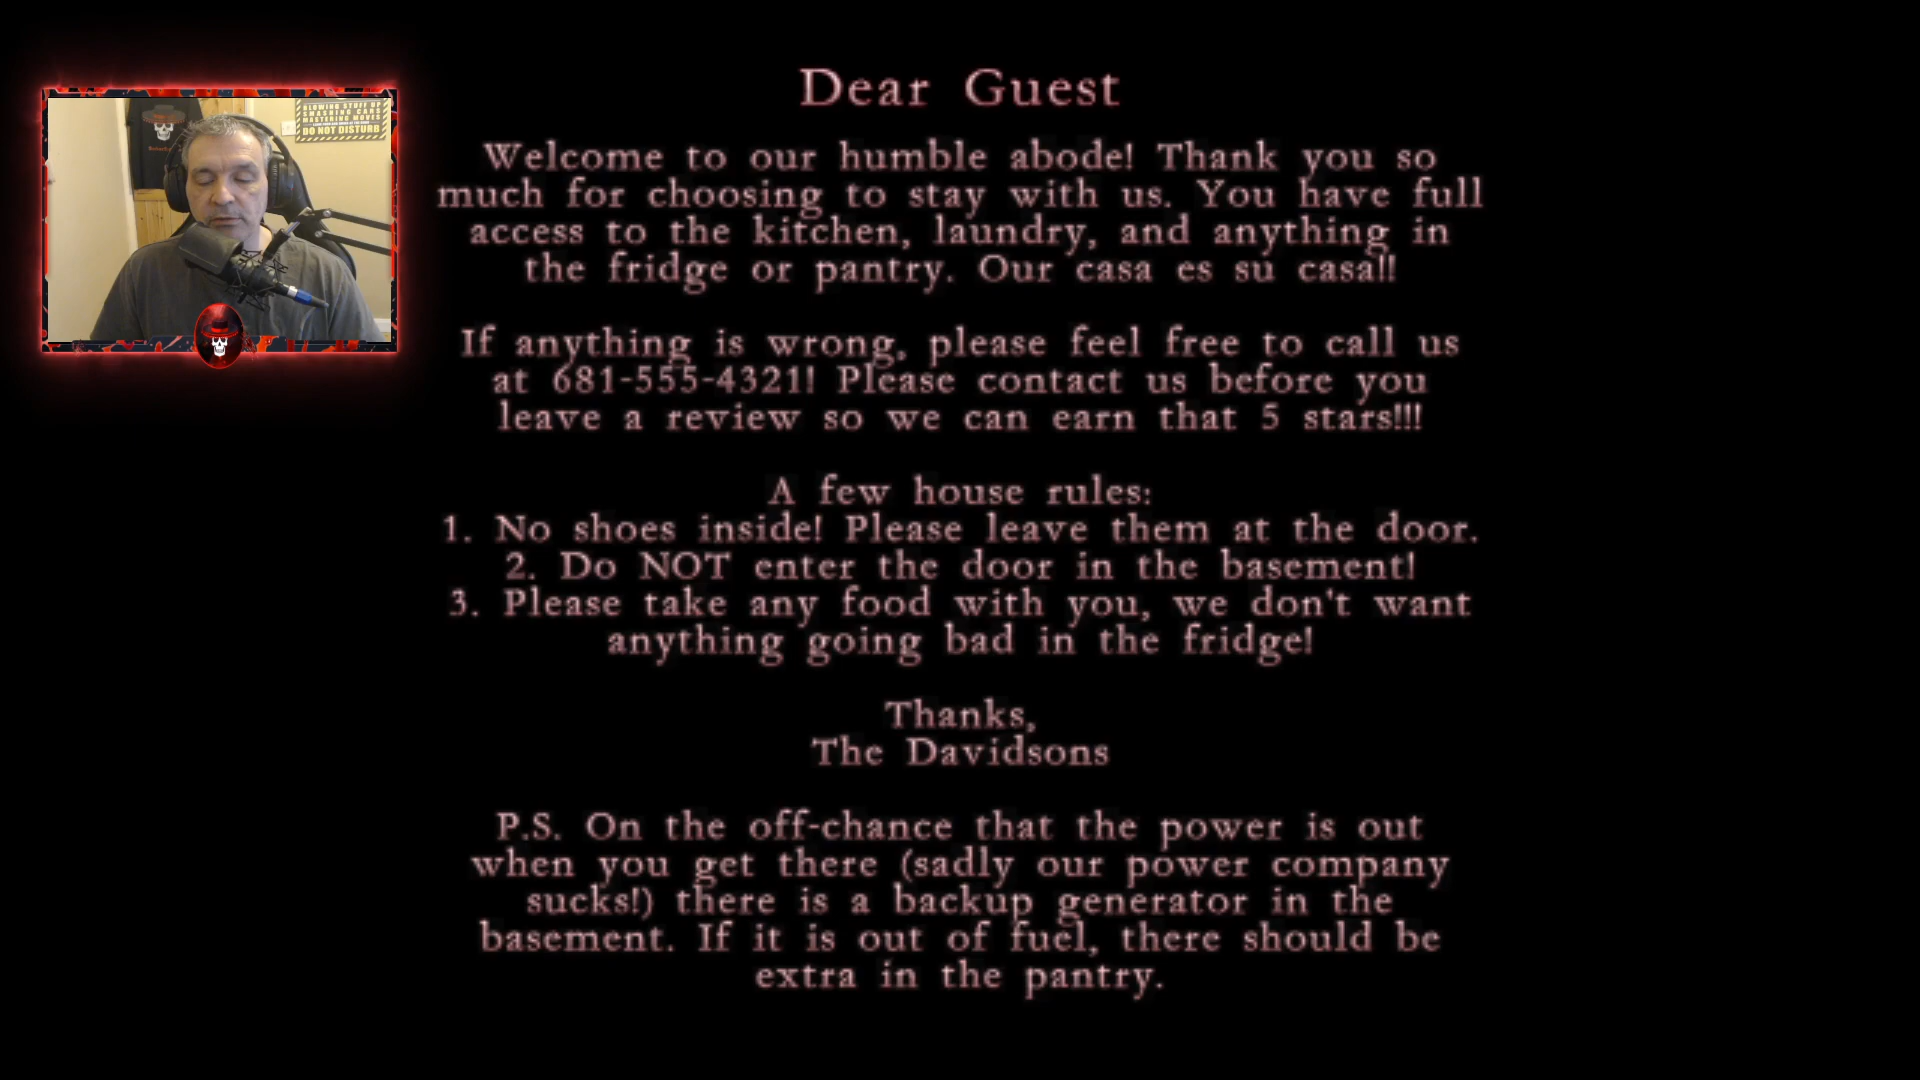 BLOWING STUFF UP
SMASHING CARS
MASTERING MOVES
DO NOT DISTURB
Dear Guest
Welcome to our humble abode! Thank you so
much for choosing to stay with us. You have full
access to the kitchen, laundry, and anything in
the fridge or pantry. Our casa es su casa!!
If anything is wrong, please feel free to call us
at 681-555-4321! Please contact us before you
leave a review so we can earn that 5 stars!!!
A few house rules:
1. No shoes inside! Please leave them at the door.
2. Do NOT enter the door in the basement!
3. Please take any food with you, we don't want
anything going bad in the fridge!
Thanks,
The Davidsons
P.S. On the off-chance that the power is out
when you get there (sadly our power company
sucks!) there is a backup generator in the
basement. If it is out of fuel, there should be
extra in the pantry.